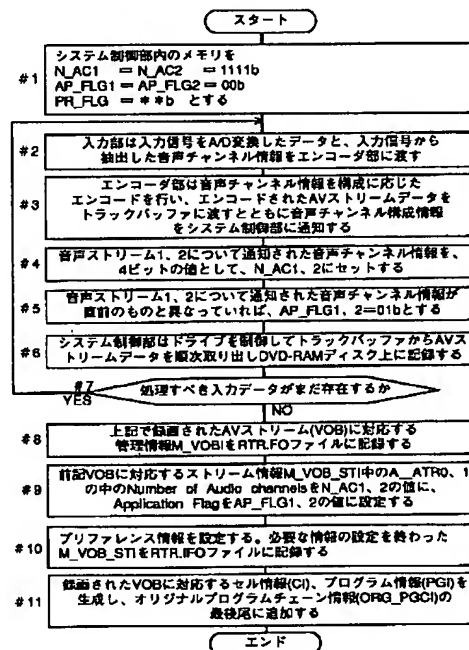 スタート
#1
システム制御部内のメモリを
N_AC1 = N_AC2 = 1111b
AP_FLG1 = AP_FLG2 = 00b
PR_FLG = **b とする
#2
入力部は入力信号をA/D変換したデータと、入力信号から
抽出した音声チャンネル情報をエンコーダ部に渡す
#3
エンコーダ部は音声チャンネル情報を構成に応じた
エンコードを行い、エンコードされたAVストリームデータを
トラックバッファに渡すとともに音声チャンネル構成情報
をシステム制御部に通知する
#4
音声ストリーム1、2について通知された音声チャンネル情報を、
4ビットの値として、N_AC1、2にセットする
#5
音声ストリーム1、2について通知された音声チャンネル情報が
直前のものと異なっていれば、AP_FLG1、2=01bとする
#6
システム制御部はドライブを制御してトラックバッファからAVス
トリームデータを順次取り出しDVD-RAMディスク上に記録する
#7
処理すべき入力データがまだ存在するか
YES
NO
#8
上記で録画されたAVストリーム(VOB)に対応する
管理情報M_VOBIをRTR.IFOファイルに記録する
#9
前記VOBに対応するストリーム情報M_VOB_STI中のA_ATR0、1
の中のNumber of Audio channelsをN_AC1、2の値に、
Application FlagをAP_FLG1、2の値に設定する
#10
プリファレンス情報を設定する。必要な情報の設定を終わった
M_VOB_STIをRTR.IFOファイルに記録する
#11
録画されたVOBに対応するセル情報(CI)、プログラム情報(PGI)を
生成し、オリジナルプログラムチェーン情報(ORG_PGCI)の
最後尾に追加する
エンド